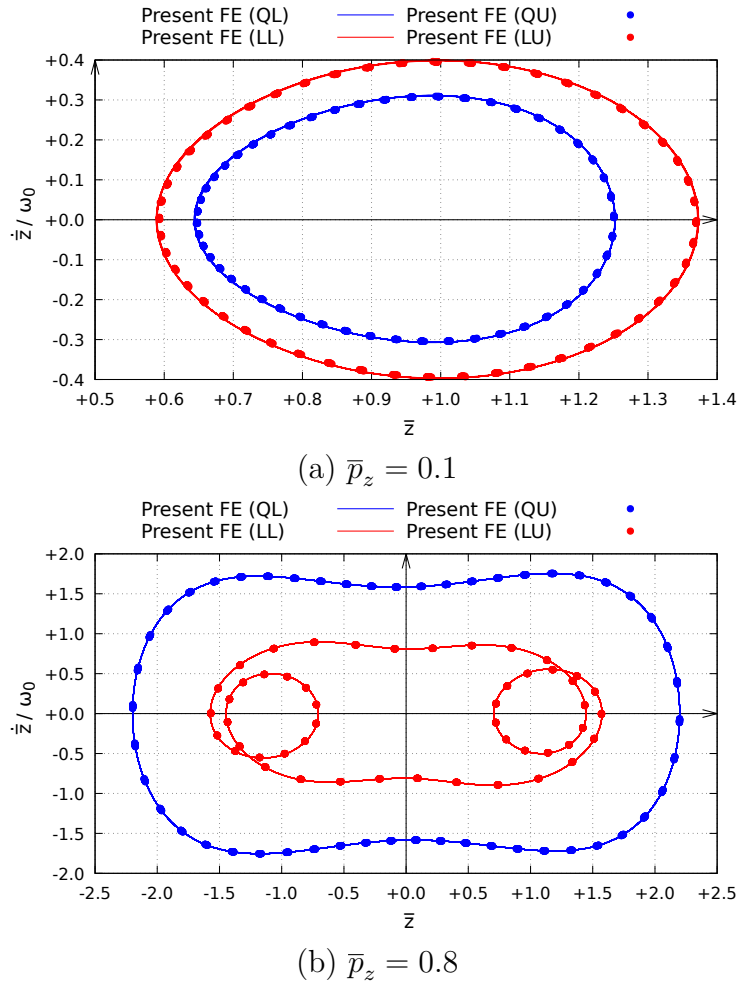 Present FE (QL) Present FE (QU)
Present FE (LL) Present FE (LU)
+0.4
+0.3
+0.2
+0.1
+0.0
-0.1
-0.2
-0.3
-0.4
ż / ω₀
+0.5 +0.6 +0.7 +0.8 +0.9 +1.0 +1.1 +1.2 +1.3 +1.4
z̅
(a) p̅_z = 0.1
Present FE (QL) Present FE (QU)
Present FE (LL) Present FE (LU)
+2.0
+1.5
+1.0
+0.5
+0.0
-0.5
-1.0
-1.5
-2.0
ż / ω₀
-2.5 -2.0 -1.5 -1.0 -0.5 +0.0 +0.5 +1.0 +1.5 +2.0 +2.5
z̅
(b) p̅_z = 0.8